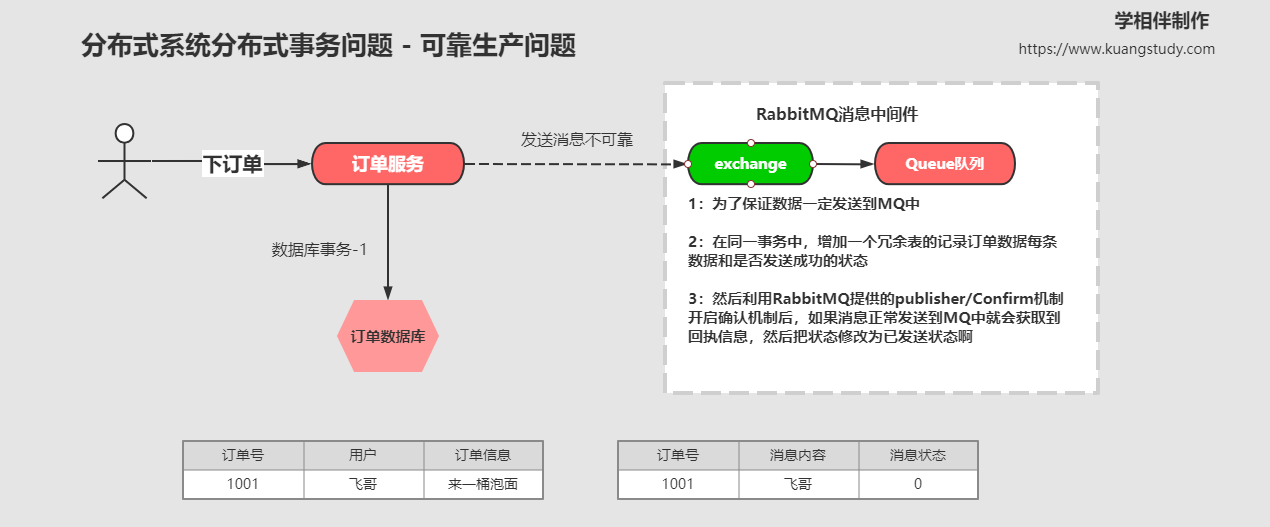 学相伴制作
分布式系统分布式事务问题 - 可靠生产问题
https://www.kuangstudy.com
RabbitMQ消息中间件
发送消息不可靠
下订单
订单服务
exchange
Queue队列
1：为了保证数据一定发送到MQ中
2：在同一事务中，增加一个冗余表的记录订单数据每条
数据和是否发送成功的状态
数据库事务-1
3：然后利用RabbitMQ提供的publisher/Confirm机制
开启确认机制后，如果消息正常发送到MQ中就会获取到
回执信息，然后把状态修改为已发送状态啊
订单数据库
订单号 用户 订单信息
1001 飞哥 来一桶泡面
订单号 消息内容 消息状态
1001 飞哥 0